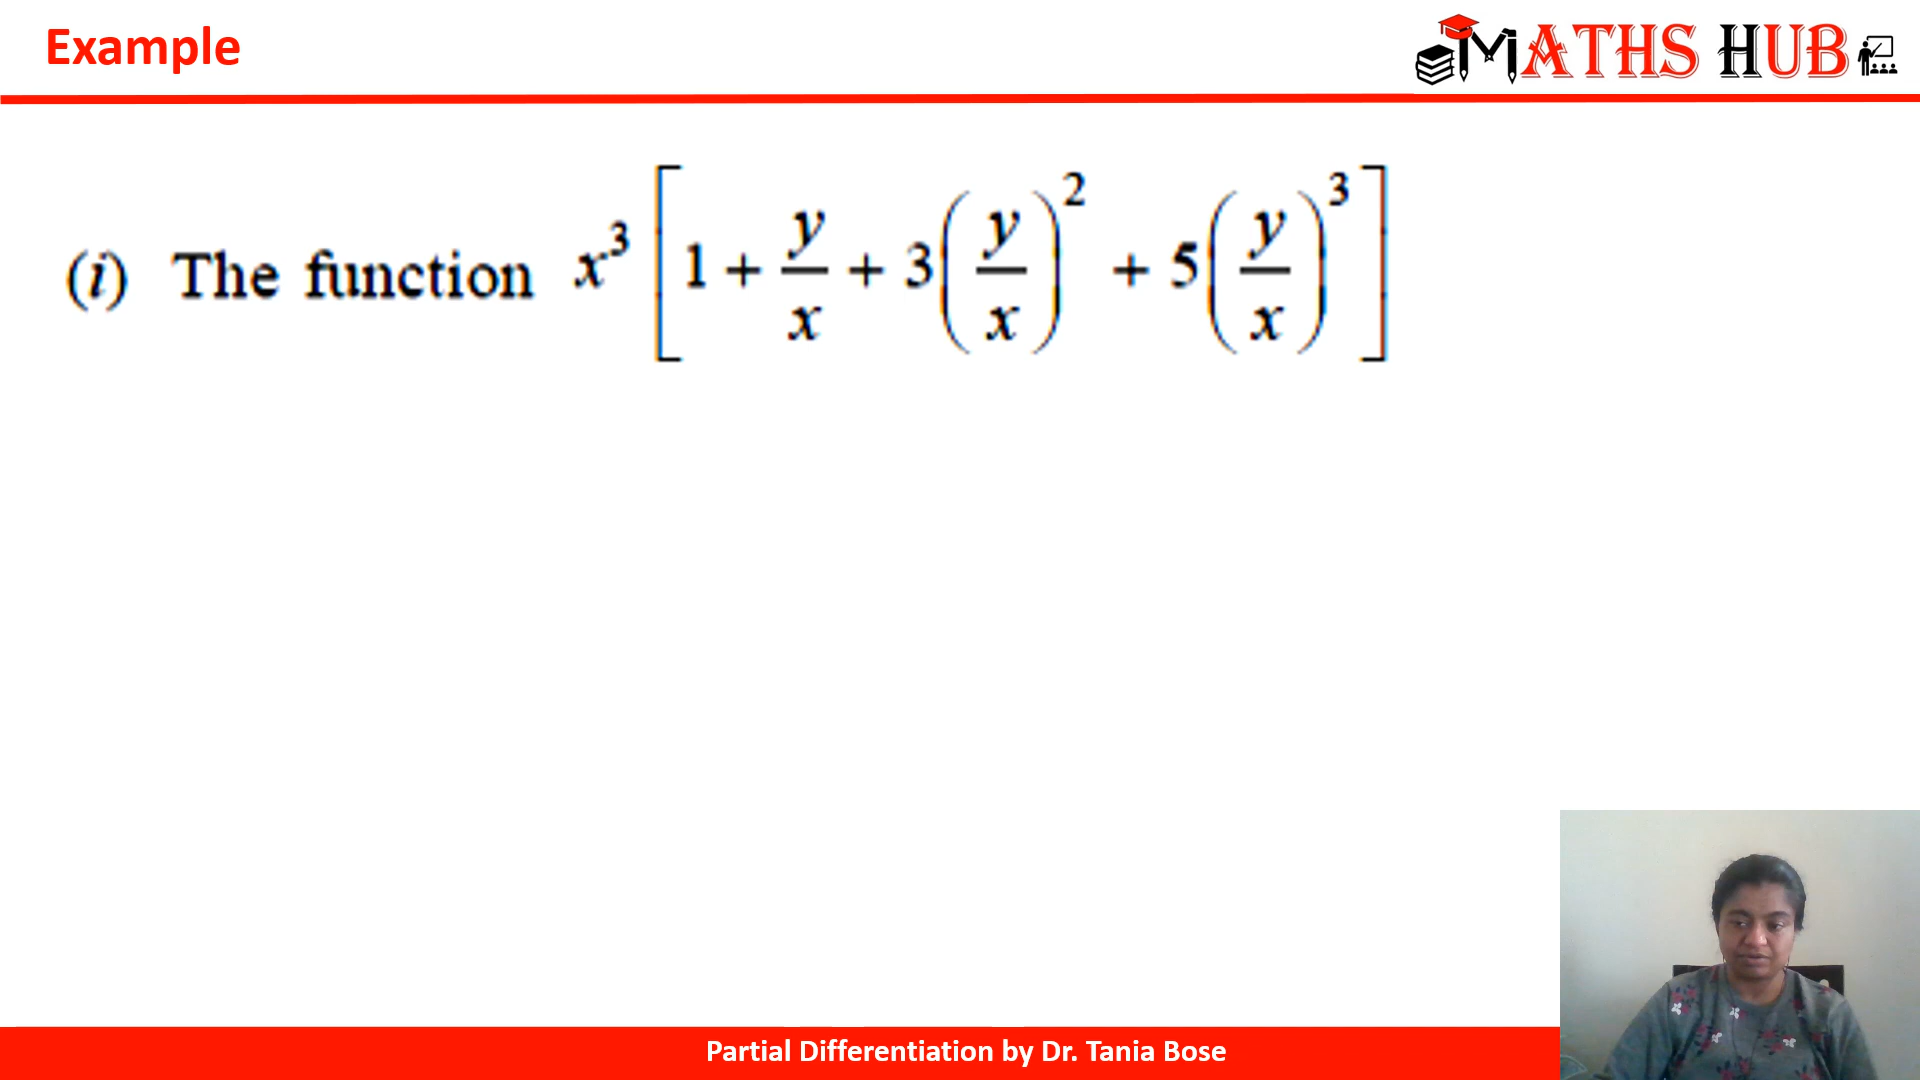 Example
MATHS HUB
(i) The function x³ [1 + y/x + 3(y/x)² + 5(y/x)³]
Partial Differentiation by Dr. Tania Bose